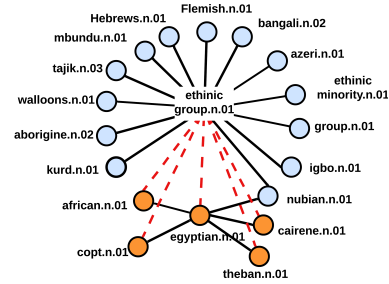 Flemish.n.01
Hebrews.n.01
bangali.n.02
mbundu.n.01
azeri.n.01
tajik.n.03
ethinic
minority.n.01
walloons.n.01
ethinic
group.n.01
aborigine.n.02
group.n.01
kurd.n.01
igbo.n.01
african.n.01
nubian.n.01
egyptian.n.01
cairene.n.01
copt.n.01
theban.n.01